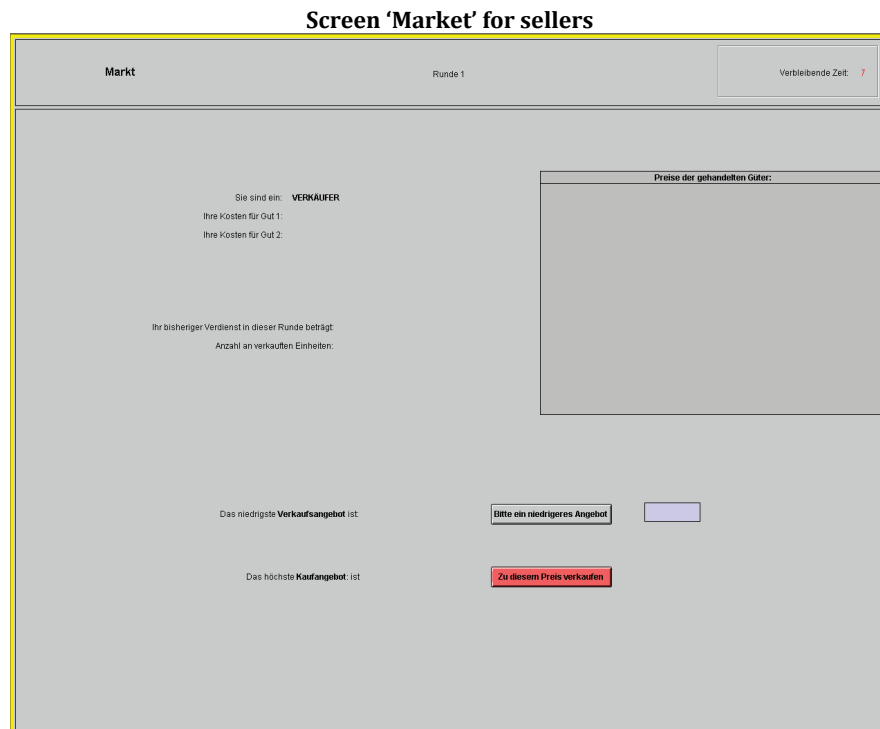 Screen ‘Market’ for sellers
Markt
Runde 1
Verbleibende Zeit: 7
Preise der gehandelten Güter:
Sie sind ein: VERKÄUFER
Ihre Kosten für Gut 1:
Ihre Kosten für Gut 2:
Ihr bisheriger Verdienst in dieser Runde beträgt:
Anzahl an verkauften Einheiten:
Das niedrigste Verkaufsangebot ist:
Bitte ein niedrigeres Angebot
Das höchste Kaufangebot: ist
Zu diesem Preis verkaufen